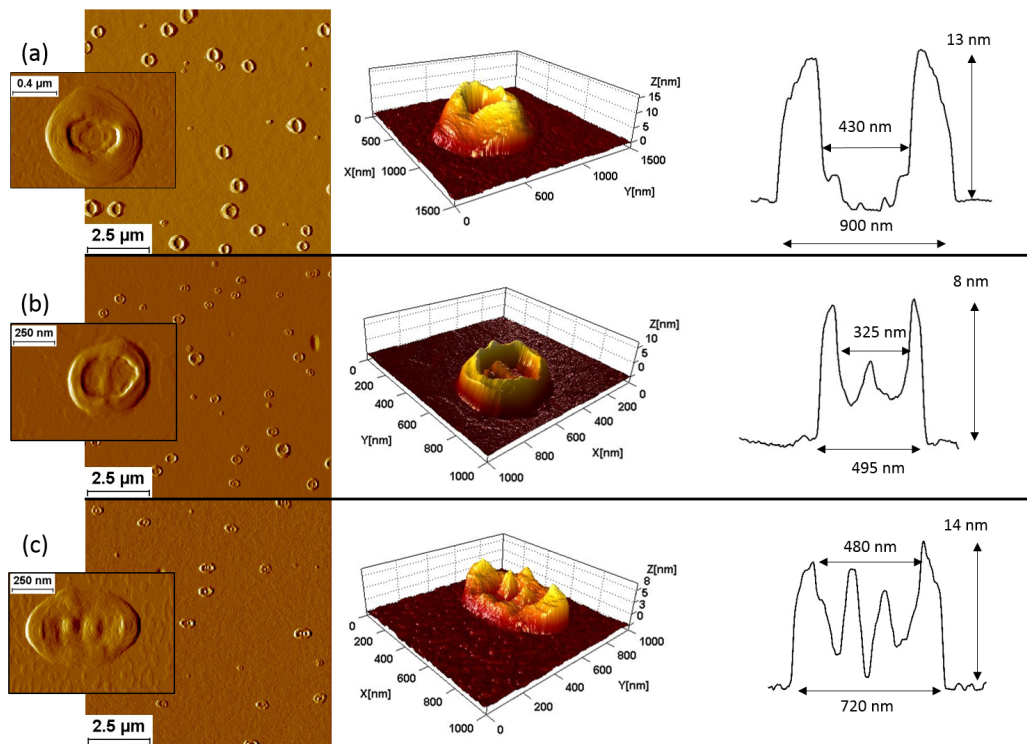 (a)
0.4 µm
2.5 µm
Z[nm]
15
10
5
0
0
500
1000
1500
X[nm]
1500
1000
500
0
Y[nm]
13 nm
430 nm
900 nm
(b)
250 nm
2.5 µm
Z[nm]
10
5
0
0
200
400
600
800
1000
Y[nm]
0
200
400
600
800
1000
X[nm]
8 nm
325 nm
495 nm
(c)
250 nm
2.5 µm
Z[nm]
8
5
3
0
0
200
400
600
800
1000
X[nm]
1000
800
600
400
200
0
Y[nm]
14 nm
480 nm
720 nm